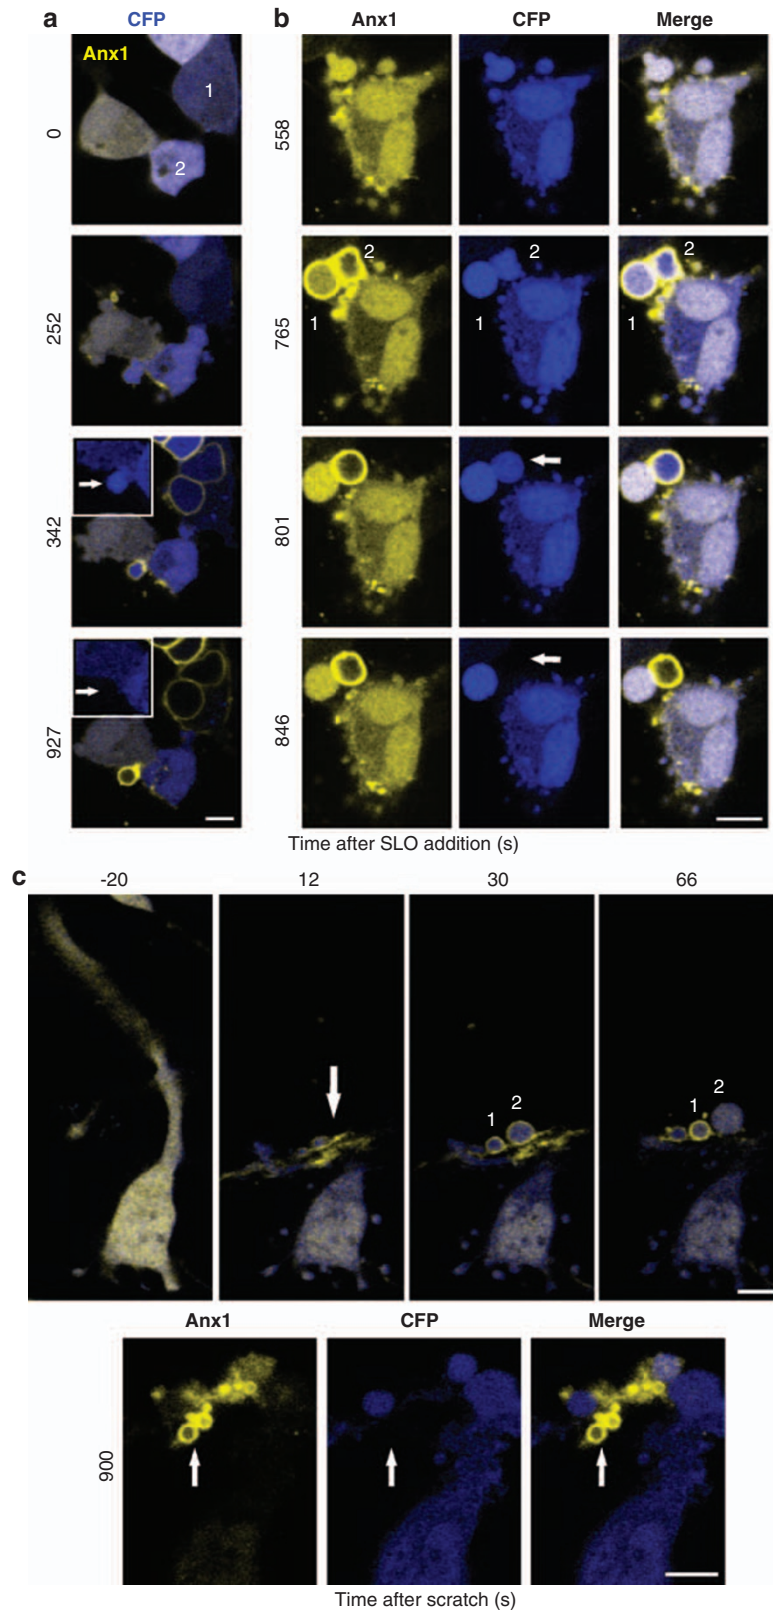 a
CFP
b
Anx1
CFP
Merge
Anx1
1
2
0
558
252
2
1
2
1
2
1
765
342
801
927
846
Time after SLO addition (s)
c
-20
12
30
66
1
2
1
2
Anx1
CFP
Merge
900
Time after scratch (s)